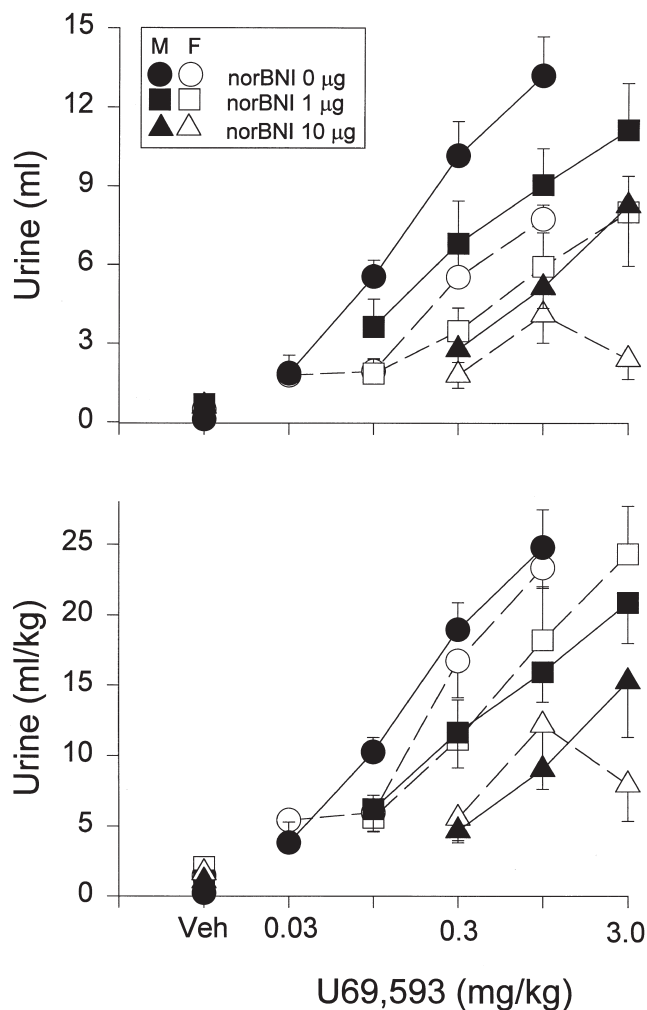 15
12
9
6
3
0
Urine (ml)
M F
norBNI 0 µg
norBNI 1 µg
norBNI 10 µg
25
20
15
10
5
0
Urine (ml/kg)
Veh 0.03 0.3 3.0
U69,593 (mg/kg)